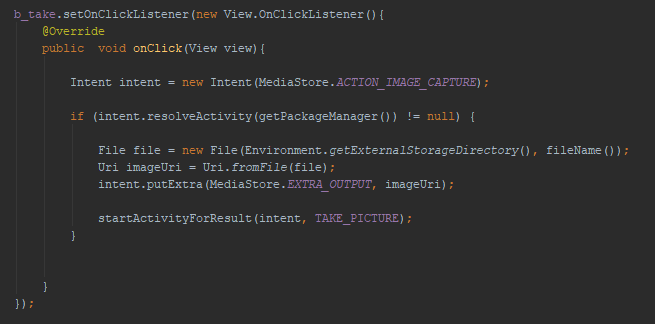 b_take.setOnClickListener(new View.OnClickListener(){
@Override
public  void onClick(View view){
Intent intent = new Intent(MediaStore.ACTION_IMAGE_CAPTURE);
if (intent.resolveActivity(getPackageManager()) != null) {
File file = new File(Environment.getExternalStorageDirectory(), fileName());
Uri imageUri = Uri.fromFile(file);
intent.putExtra(MediaStore.EXTRA_OUTPUT, imageUri);
startActivityForResult(intent, TAKE_PICTURE);
}
}
});